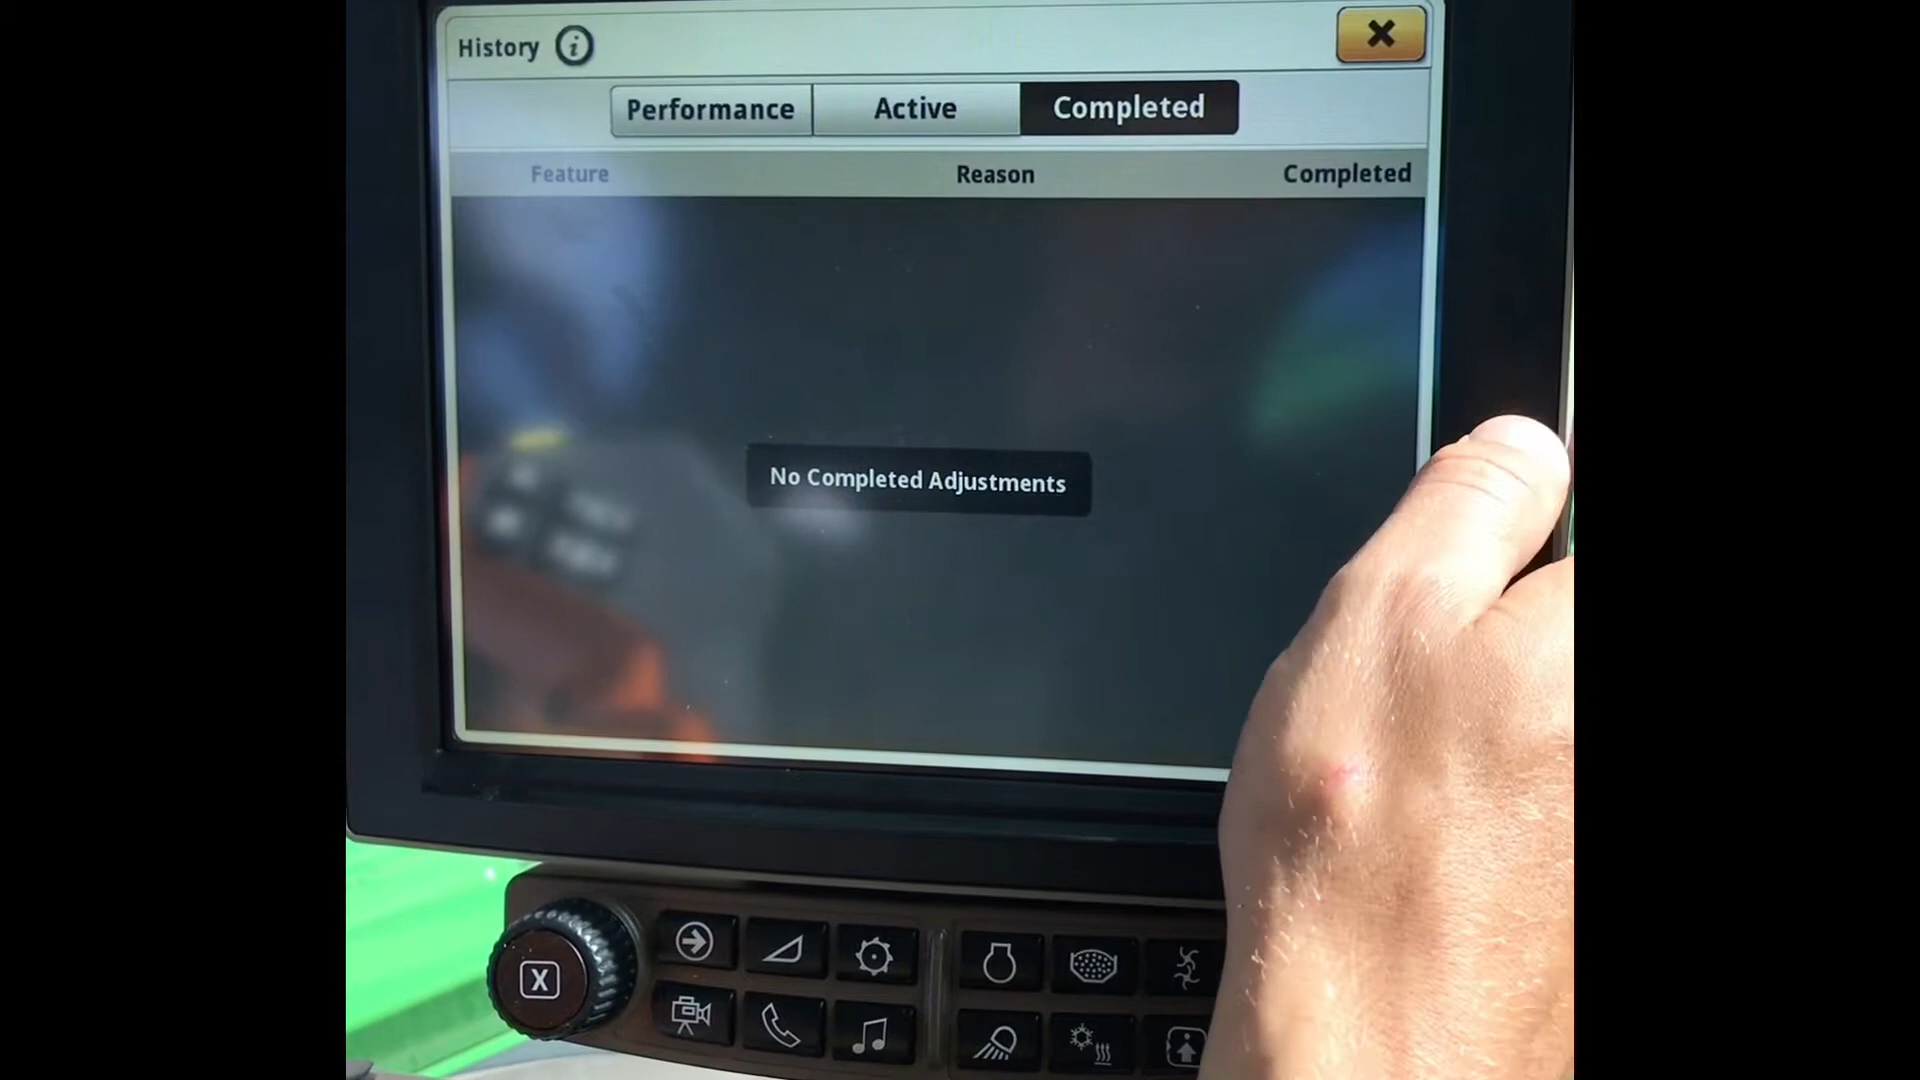 History i
Performance Active Completed
Feature Reason Completed
No Completed Adjustments
X